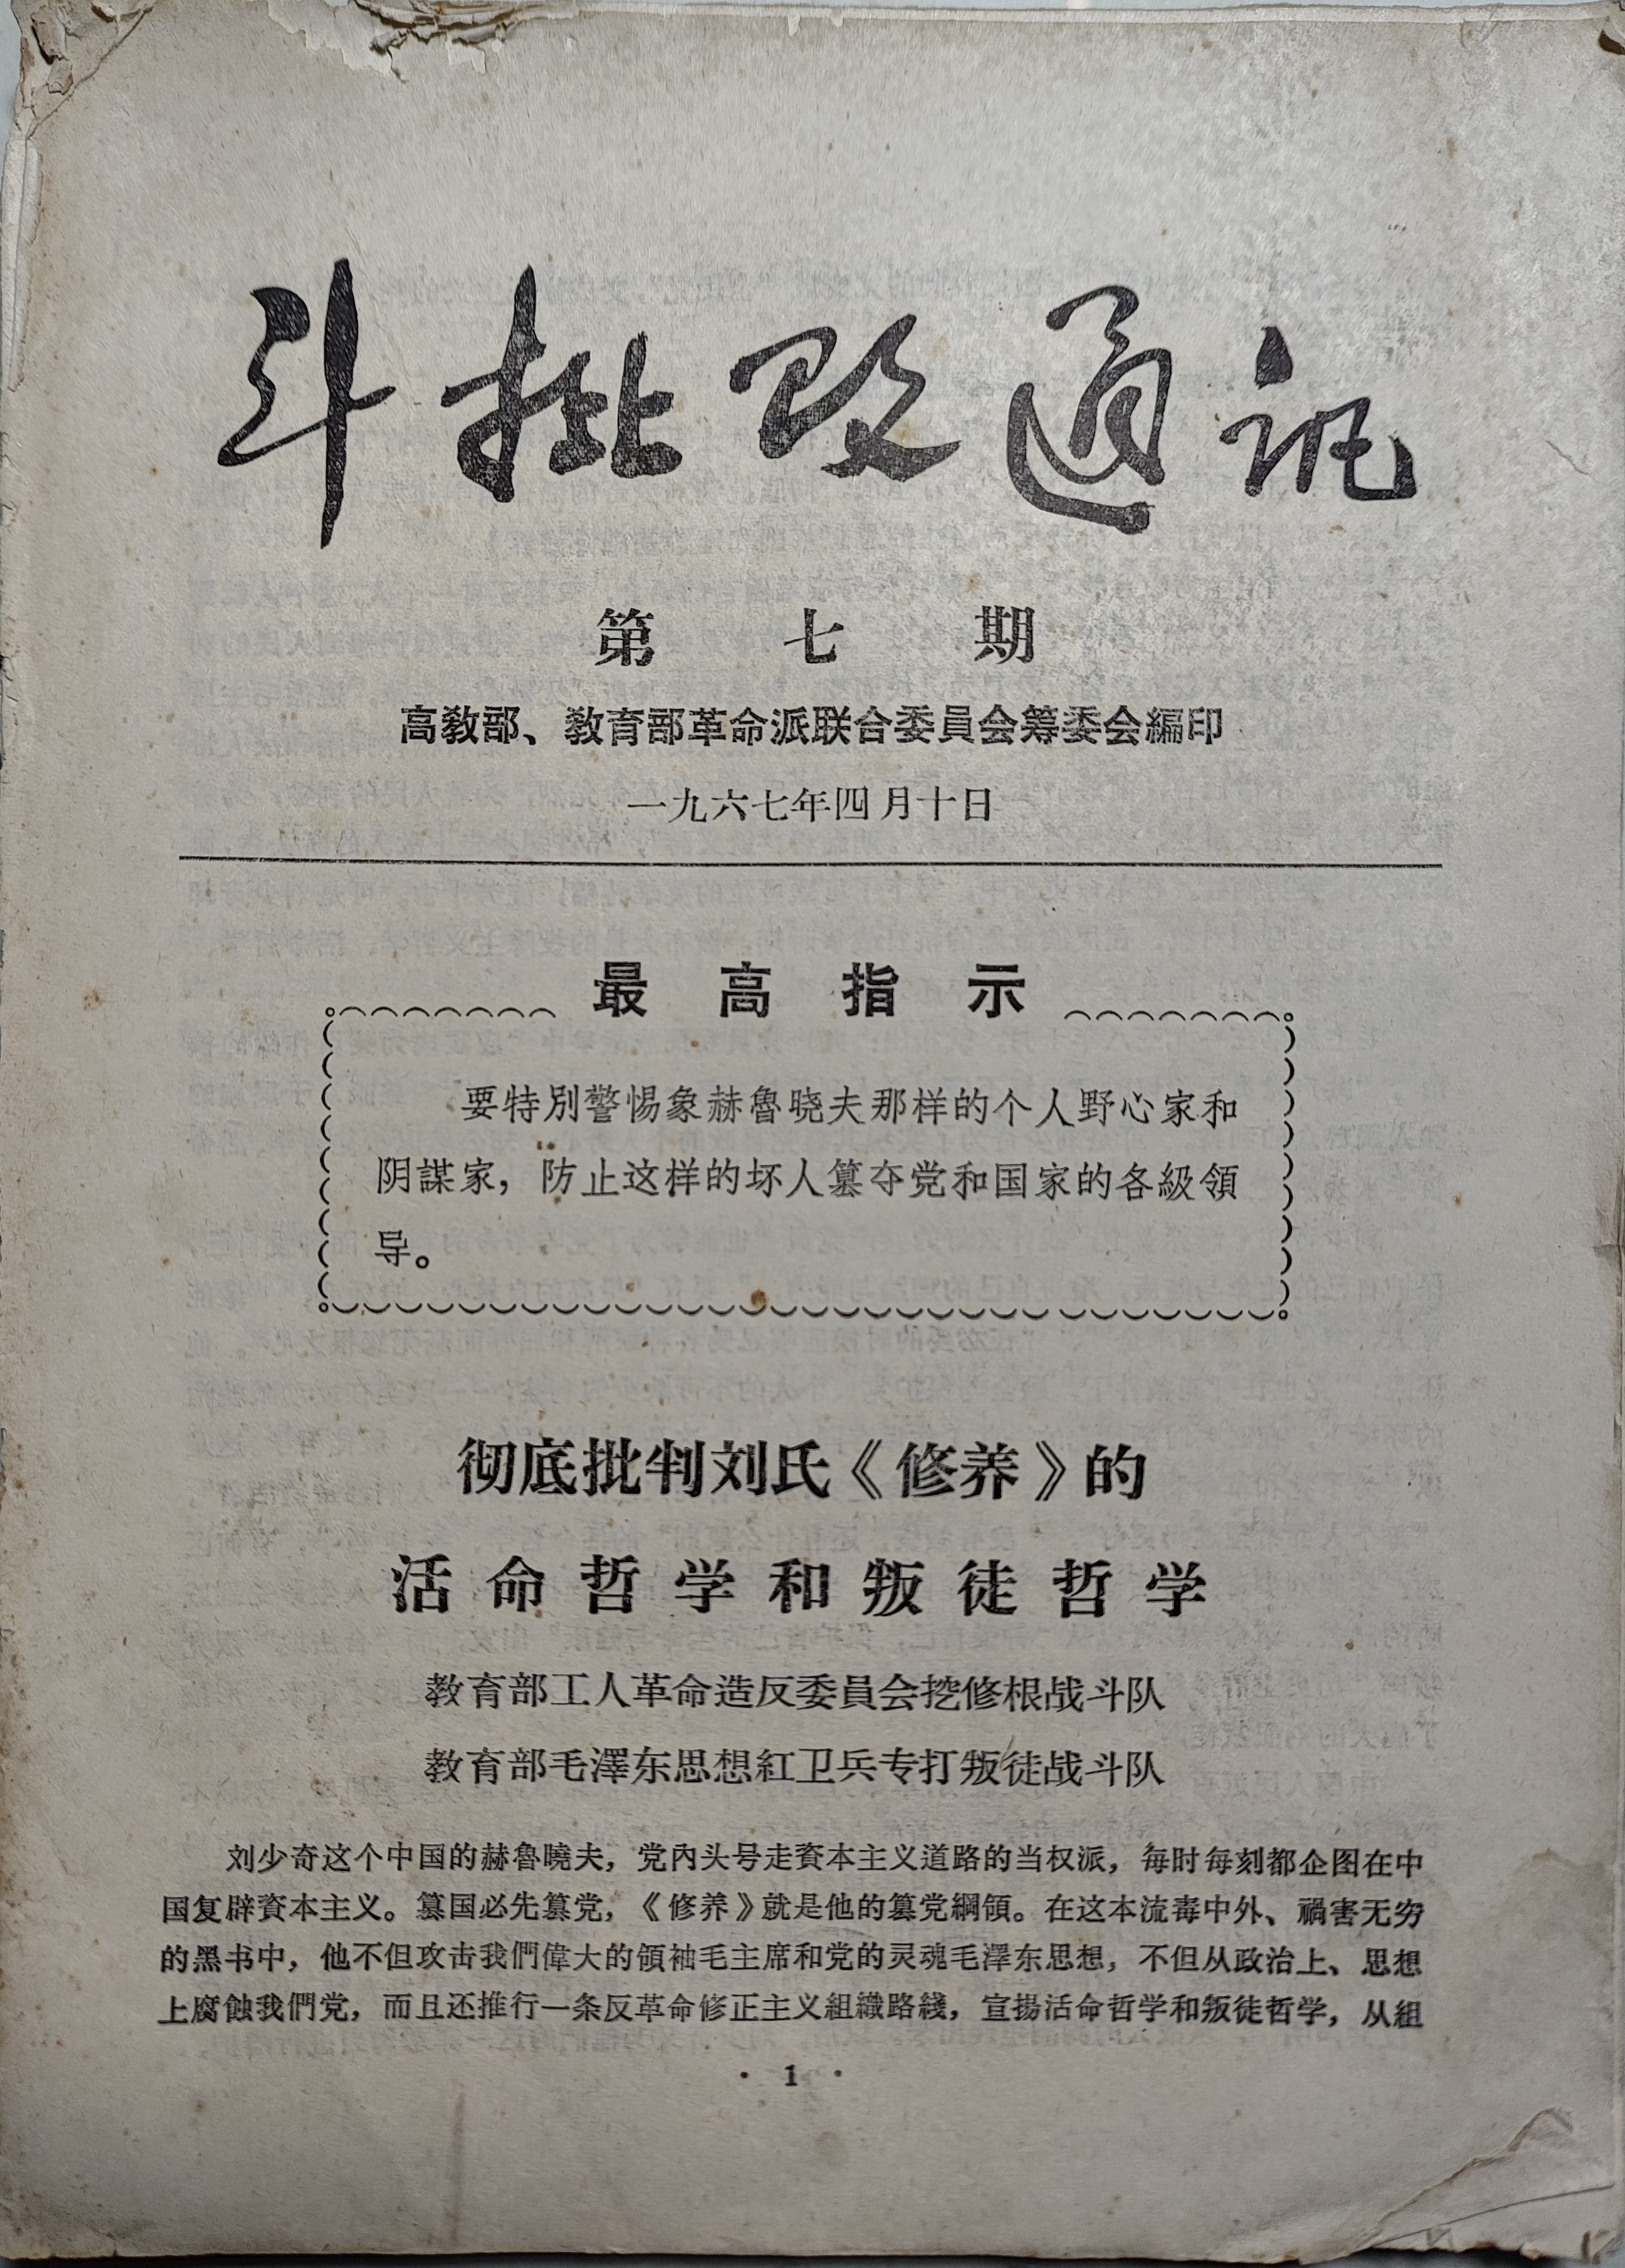 斗批改通讯
第七期
高敎部、敎育部革命派联合委員会筹委会編印
一九六七年四月十日
最高指示
要特別警惕象赫魯晓夫那样的个人野心家和
阴謀家，防止这样的坏人篡夺党和国家的各級領
导。
彻底批判刘氏《修养》的
活命哲学和叛徒哲学
敎育部工人革命造反委員会挖修根战斗队
敎育部毛澤东思想紅卫兵专打叛徒战斗队
刘少奇这个中国的赫魯曉夫，党內头号走資本主义道路的当权派，每时每刻都企图在中
国复辟資本主义。篡国必先篡党，《修养》就是他的篡党綱領。在这本流毒中外、禍害无穷
的黑书中，他不但攻击我們偉大的領袖毛主席和党的灵魂毛澤东思想，不但从政治上、思想
上腐蝕我們党，而且还推行一条反革命修正主义組織路綫，宣揚活命哲学和叛徒哲学，从組
· 1 ·